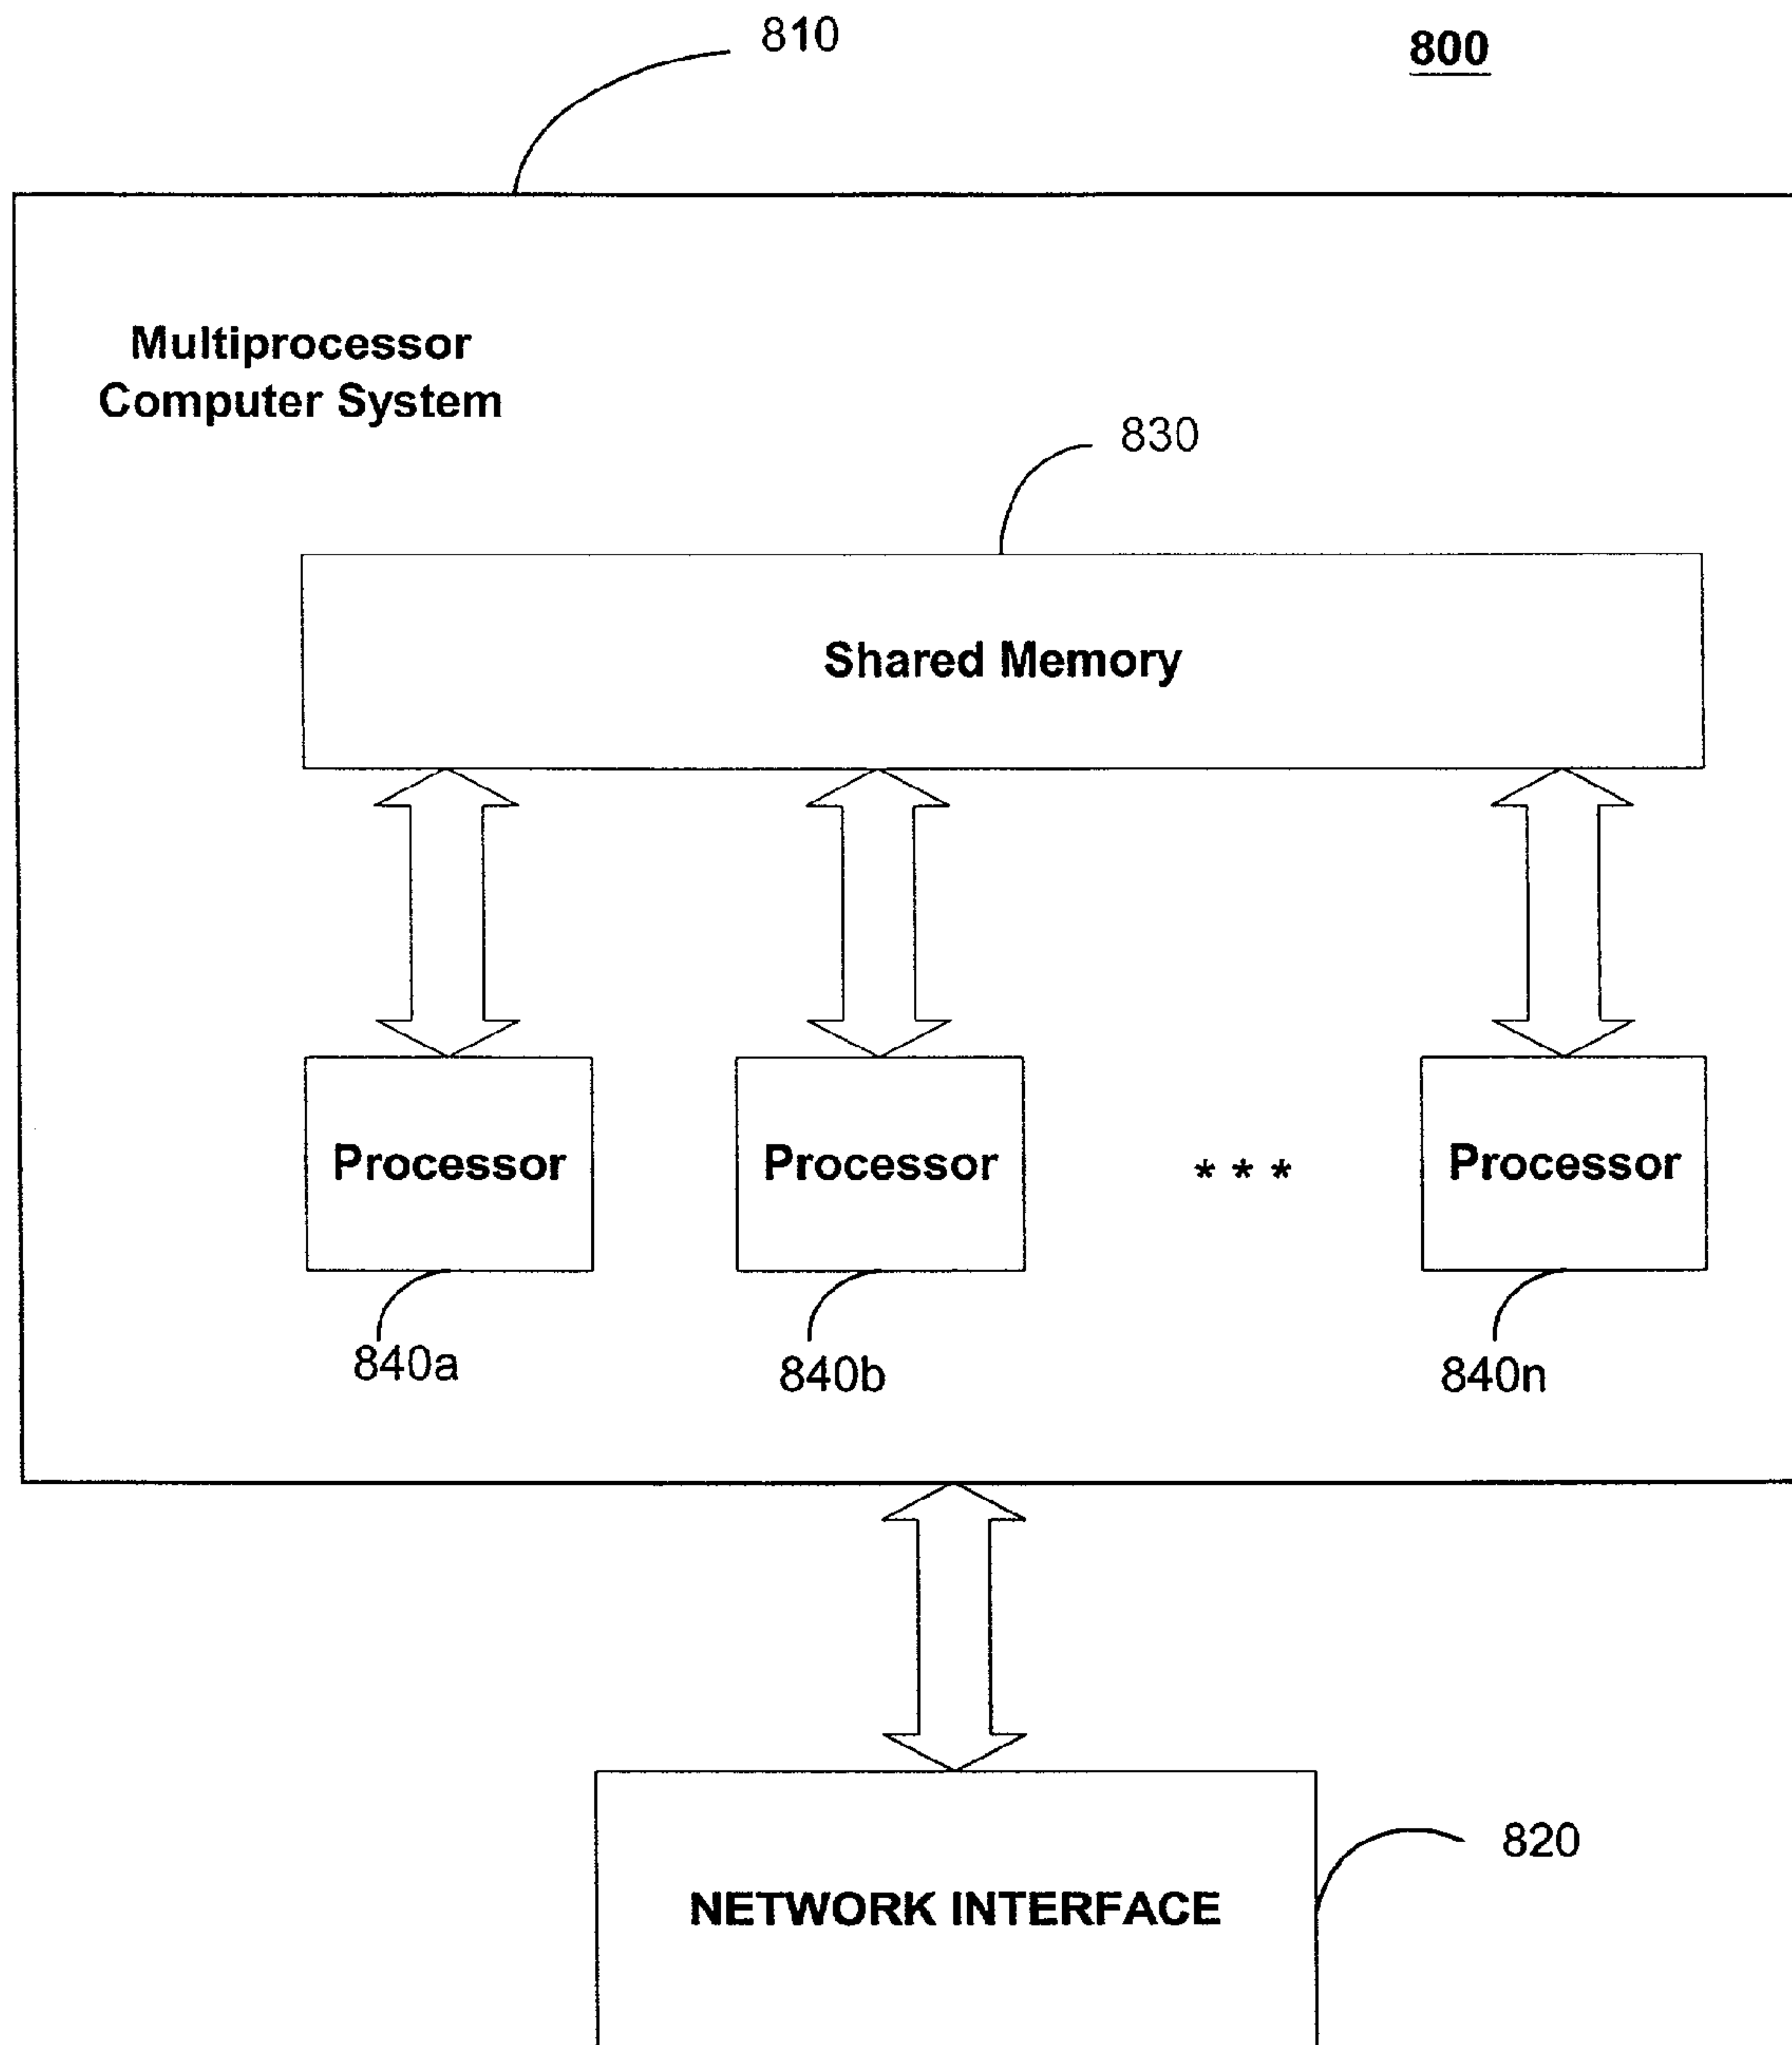 810
800
Multiprocessor
Computer System
830
Shared Memory
Processor
Processor
* * *
Processor
840a
840b
840n
820
NETWORK INTERFACE